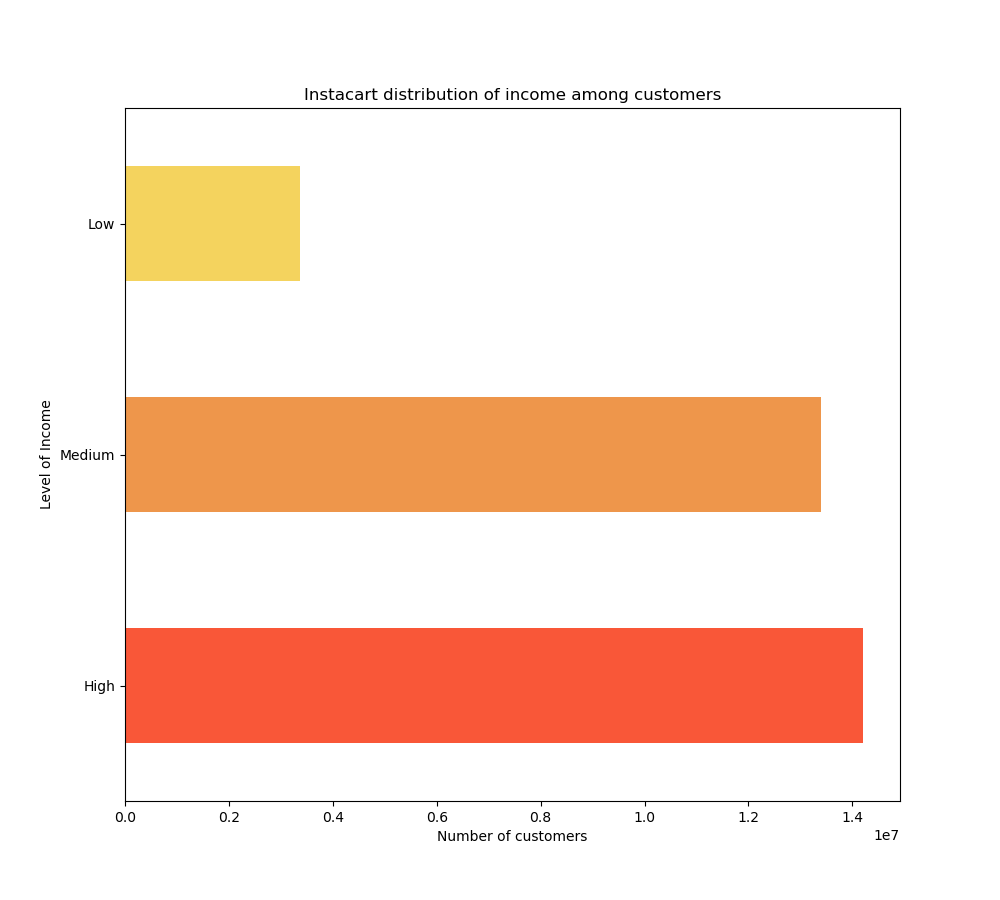 Instacart distribution of income among customers
Low
Medium
High
Level of Income
0.0 0.2 0.4 0.6 0.8 1.0 1.2 1.4
1e7
Number of customers